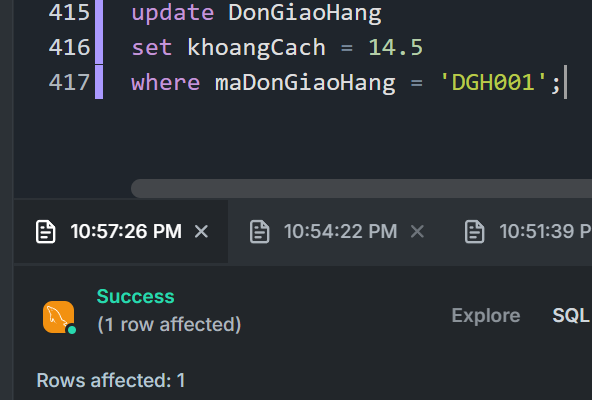 415 update DonGiaoHang
416 set khoangCach = 14.5
417 where maDonGiaoHang = 'DGH001';
10:57:26 PM 10:54:22 PM 10:51:39 P
Success
(1 row affected)
Explore SQL
Rows affected: 1